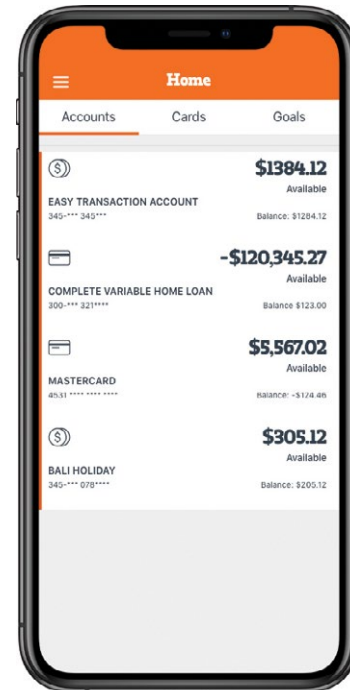 Home
Accounts Cards Goals
$1384.12
Available
EASY TRANSACTION ACCOUNT
345-*** 345*** Balance: $1284.12
-$120,345.27
Available
COMPLETE VARIABLE HOME LOAN
300-*** 321**** Balance $123.00
$5,567.02
Available
MASTERCARD
4531 **** **** **** Balance: -$124.46
$305.12
Available
BALI HOLIDAY
345-*** 078**** Balance: $205.12